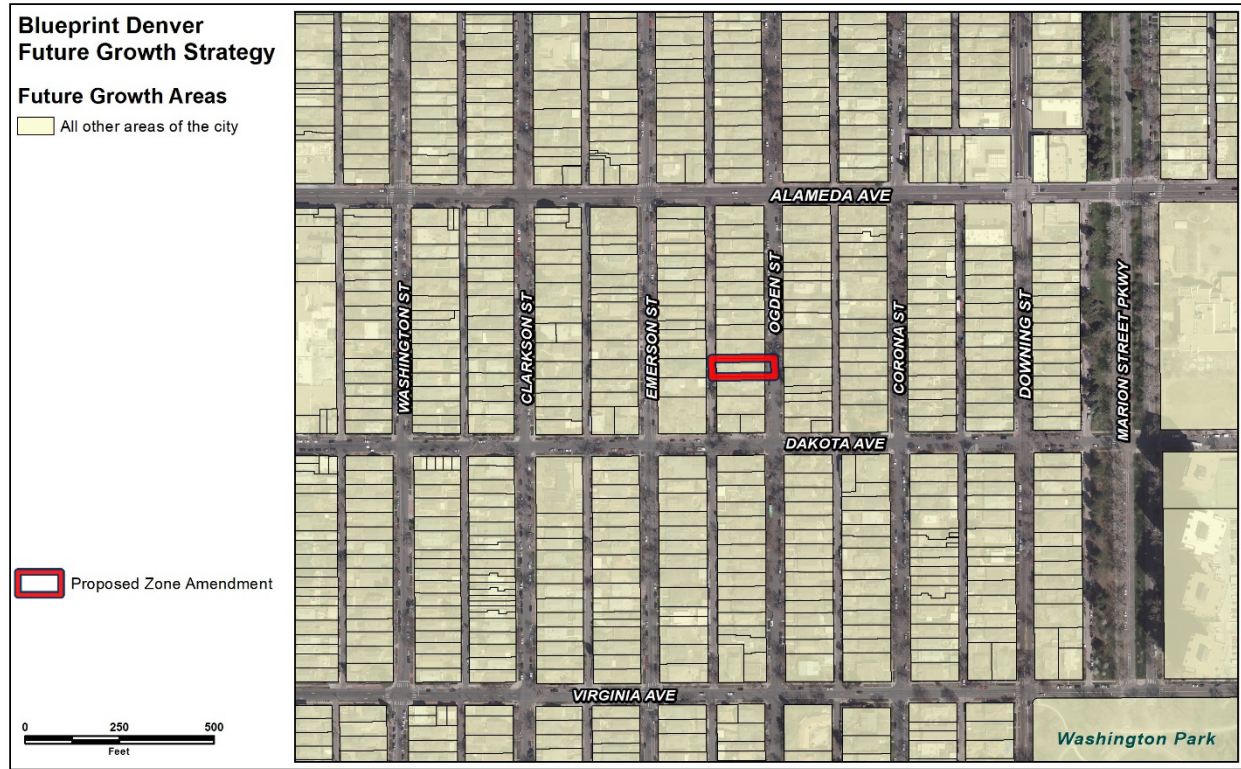 Blueprint Denver
Future Growth Strategy
Future Growth Areas
All other areas of the city
ALAMEDA AVE
WASHINGTON ST
CLARKSON ST
EMERSON ST
OGDEN ST
CORONA ST
DOWNING ST
MARION STREET PKWY
DAKOTA AVE
Proposed Zone Amendment
VIRGINIA AVE
0 250 500
Feet
Washington Park